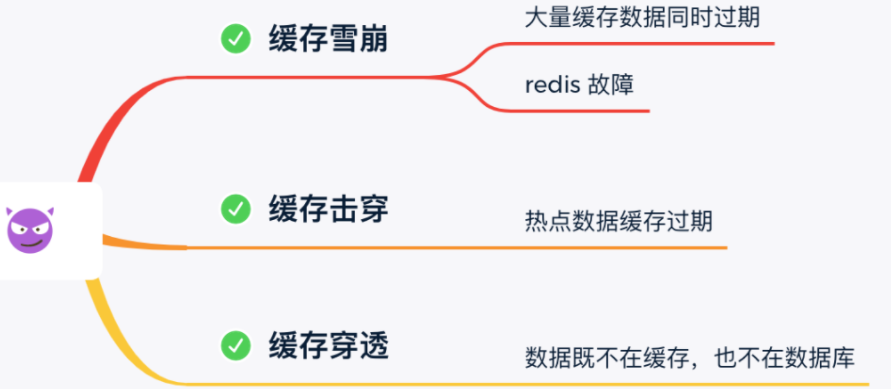 缓存雪崩
大量缓存数据同时过期
redis 故障
缓存击穿
热点数据缓存过期
缓存穿透
数据既不在缓存，也不在数据库